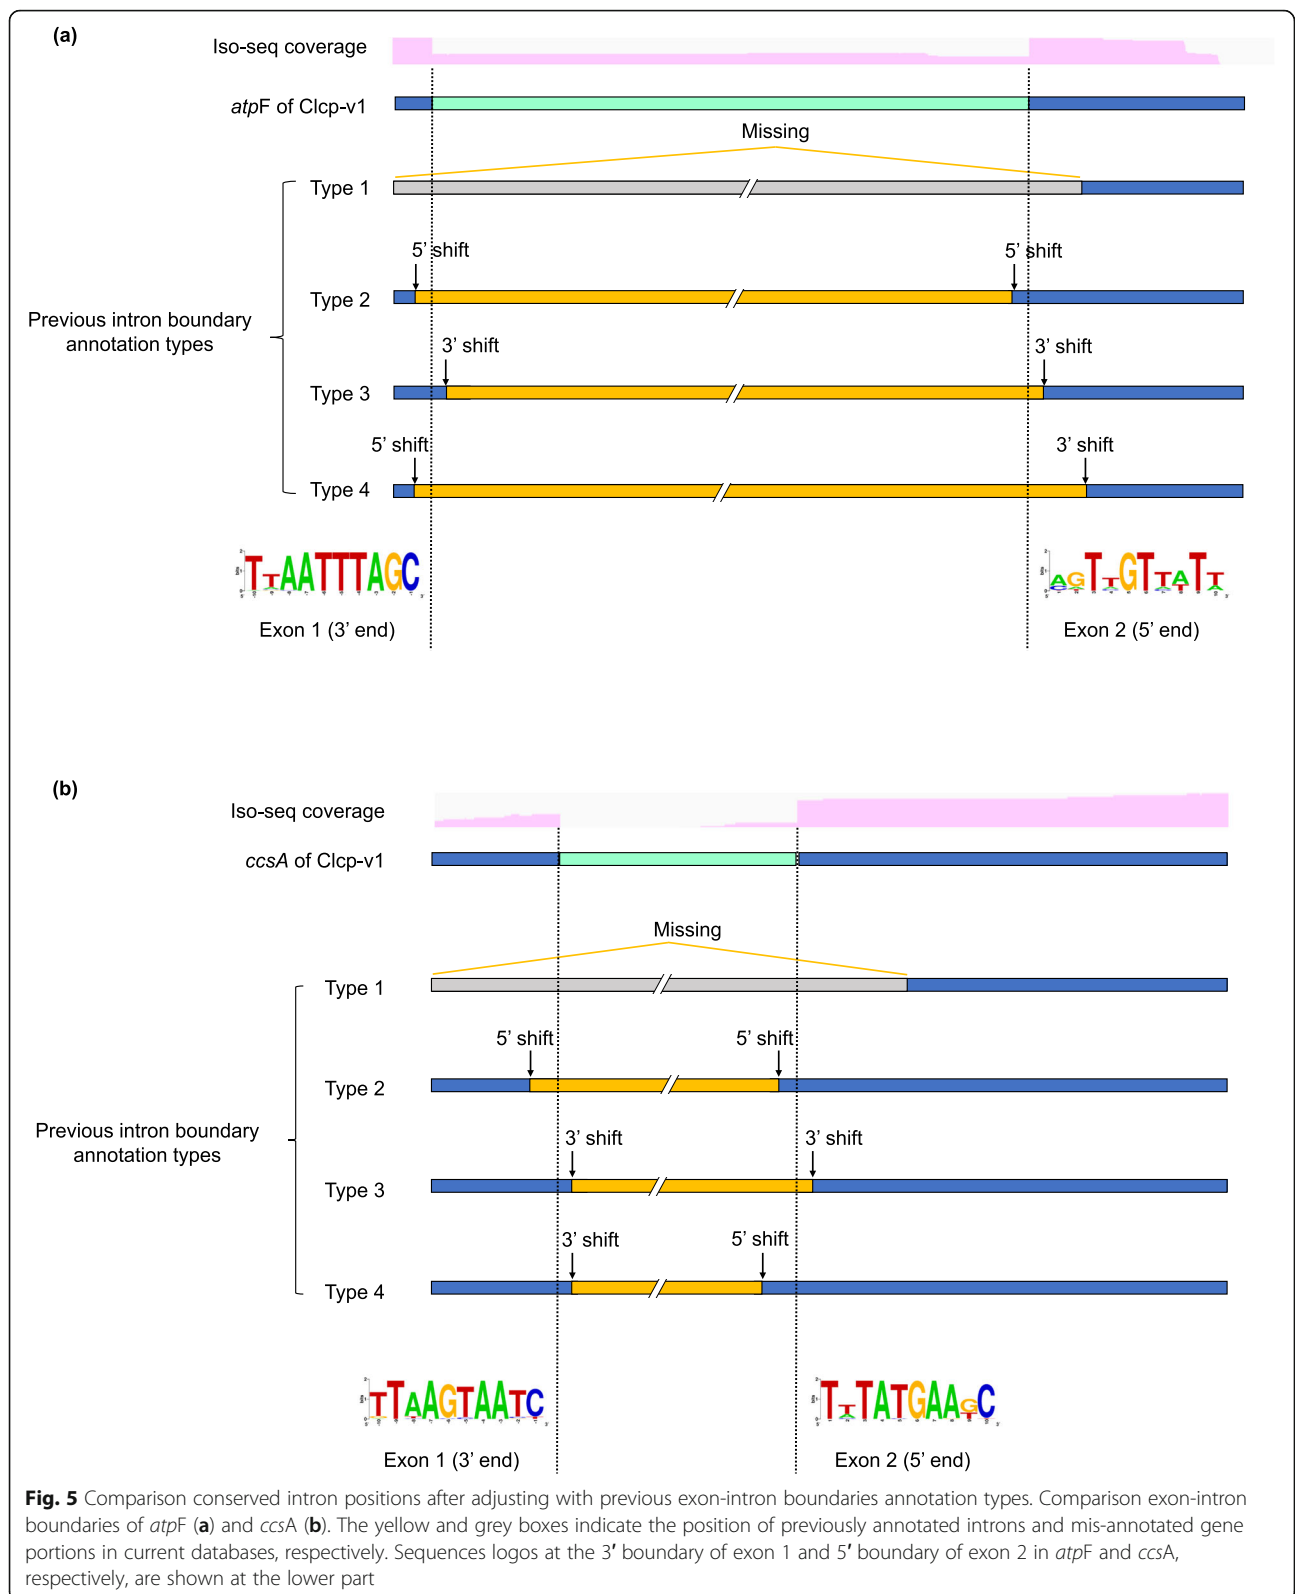 (a)
Iso-seq coverage
atpF of Clcp-v1
Missing
Type 1
5’ shift
5’ shift
Type 2
Previous intron boundary
annotation types
3’ shift
3’ shift
Type 3
5’ shift
3’ shift
Type 4
TTAATTTAGC
AGTTGTTATT
Exon 1 (3’ end)
Exon 2 (5’ end)
(b)
Iso-seq coverage
ccsA of Clcp-v1
Missing
Type 1
5’ shift
5’ shift
Type 2
Previous intron boundary
annotation types
3’ shift
3’ shift
Type 3
3’ shift
5’ shift
Type 4
TTAAGTAATC
TTTATGAAGC
Exon 1 (3’ end)
Exon 2 (5’ end)
Fig. 5 Comparison conserved intron positions after adjusting with previous exon-intron boundaries annotation types. Comparison exon-intron
boundaries of atpF (a) and ccsA (b). The yellow and grey boxes indicate the position of previously annotated introns and mis-annotated gene
portions in current databases, respectively. Sequences logos at the 3′ boundary of exon 1 and 5′ boundary of exon 2 in atpF and ccsA,
respectively, are shown at the lower part